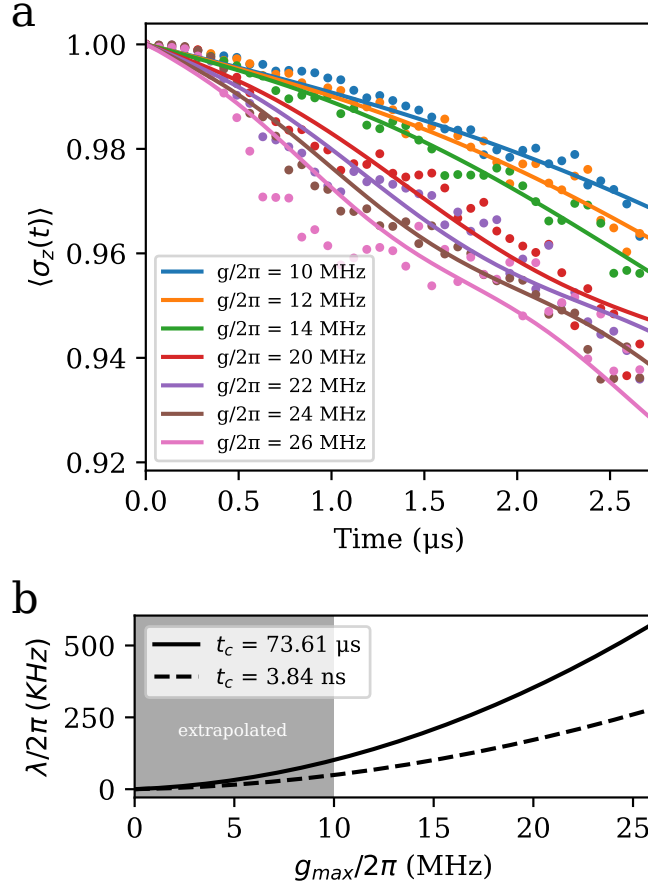 a
1.00
0.98
0.96
0.94
0.92
⟨σz(t)⟩
g/2π = 10 MHz
g/2π = 12 MHz
g/2π = 14 MHz
g/2π = 20 MHz
g/2π = 22 MHz
g/2π = 24 MHz
g/2π = 26 MHz
0.0 0.5 1.0 1.5 2.0 2.5
Time (μs)
b
500
250
0
λ/2π (KHz)
t_c = 73.61 μs
t_c = 3.84 ns
extrapolated
0 5 10 15 20 25
g_max/2π (MHz)